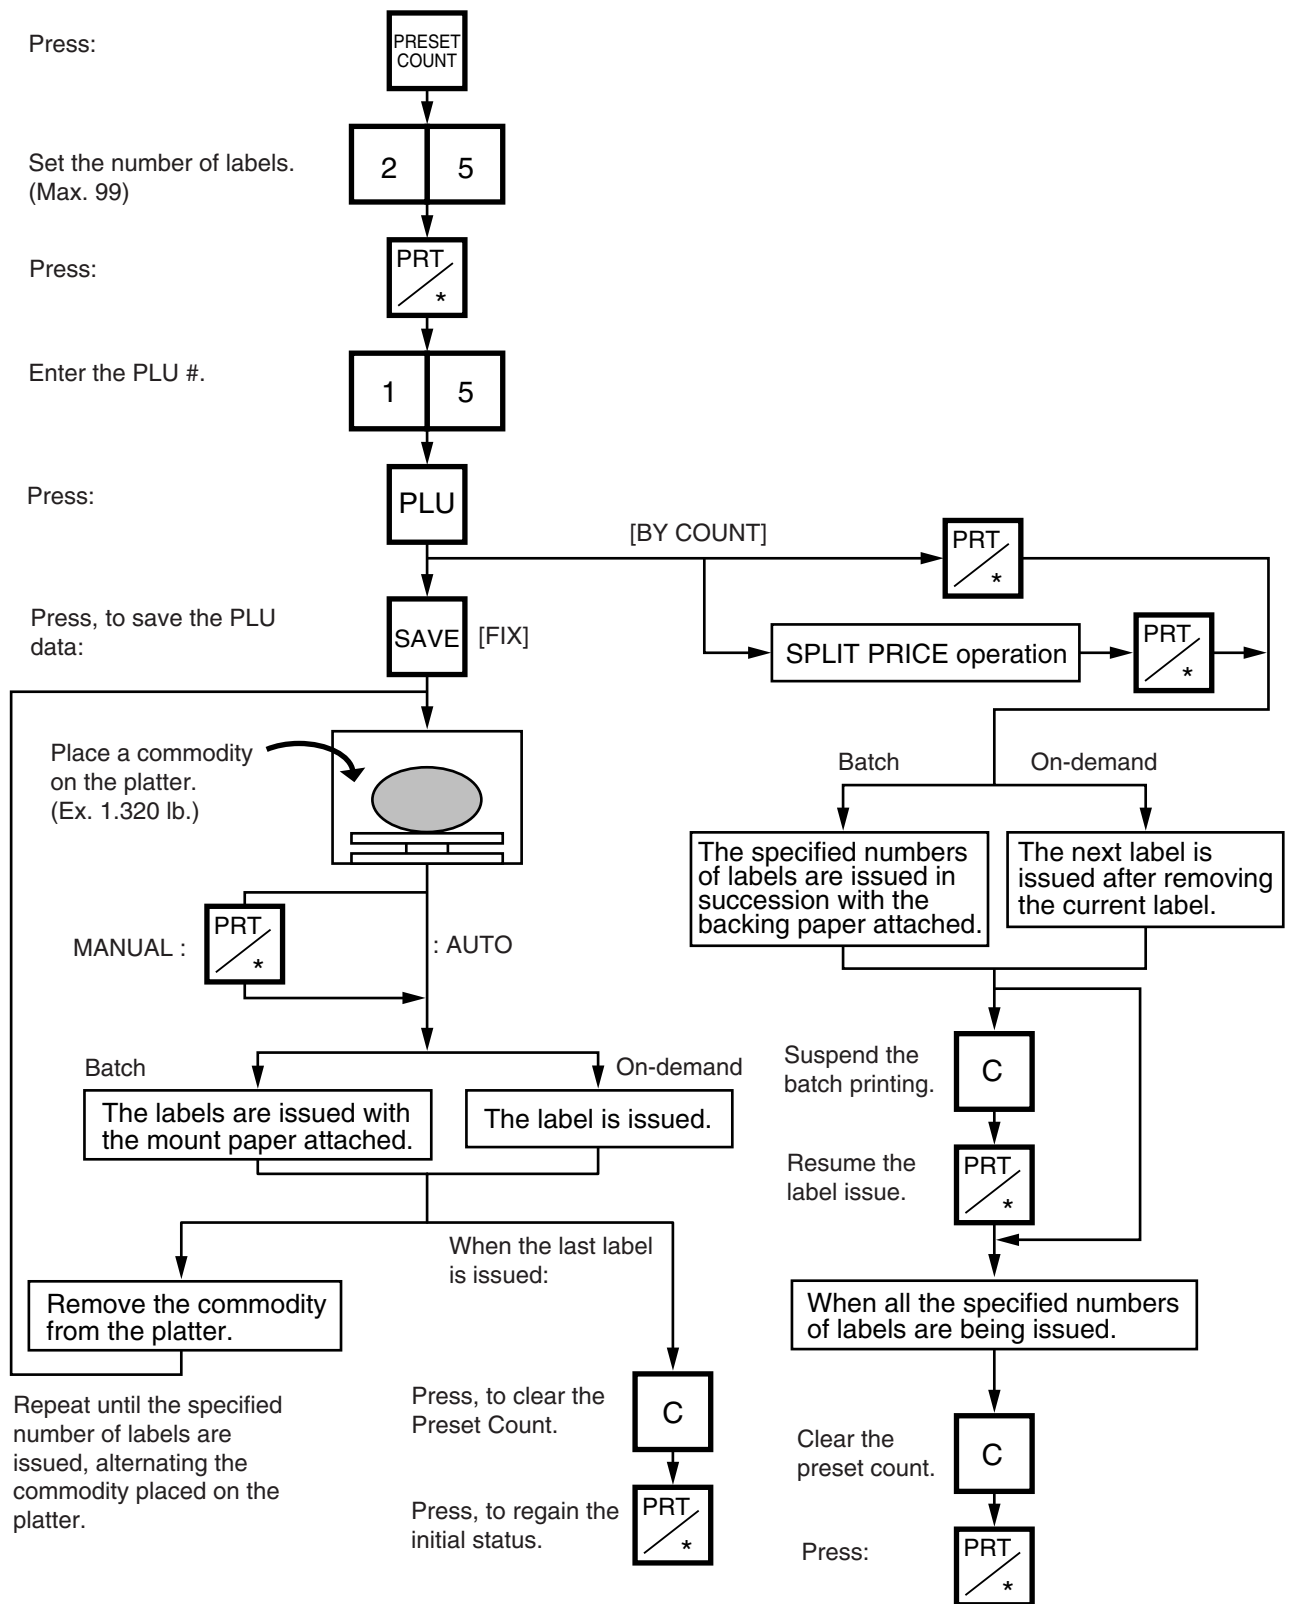 Press:
PRESET
COUNT
Set the number of labels.
(Max. 99)
2 5
Press:
PRT
*
Enter the PLU #.
1 5
Press:
PLU
[BY COUNT]
PRT
*
Press, to save the PLU
data:
SAVE
[FIX]
SPLIT PRICE operation
PRT
*
Place a commodity
on the platter.
(Ex. 1.320 lb.)
MANUAL :
PRT
*
: AUTO
Batch
The labels are issued with
the mount paper attached.
On-demand
The label is issued.
Remove the commodity
from the platter.
Repeat until the specified
number of labels are
issued, alternating the
commodity placed on the
platter.
When the last label
is issued:
Press, to clear the
Preset Count.
C
Press, to regain the
initial status.
PRT
*
Batch
The specified numbers
of labels are issued in
succession with the
backing paper attached.
On-demand
The next label is
issued after removing
the current label.
Suspend the
batch printing.
C
Resume the
label issue.
PRT
*
When all the specified numbers
of labels are being issued.
Clear the
preset count.
C
Press:
PRT
*